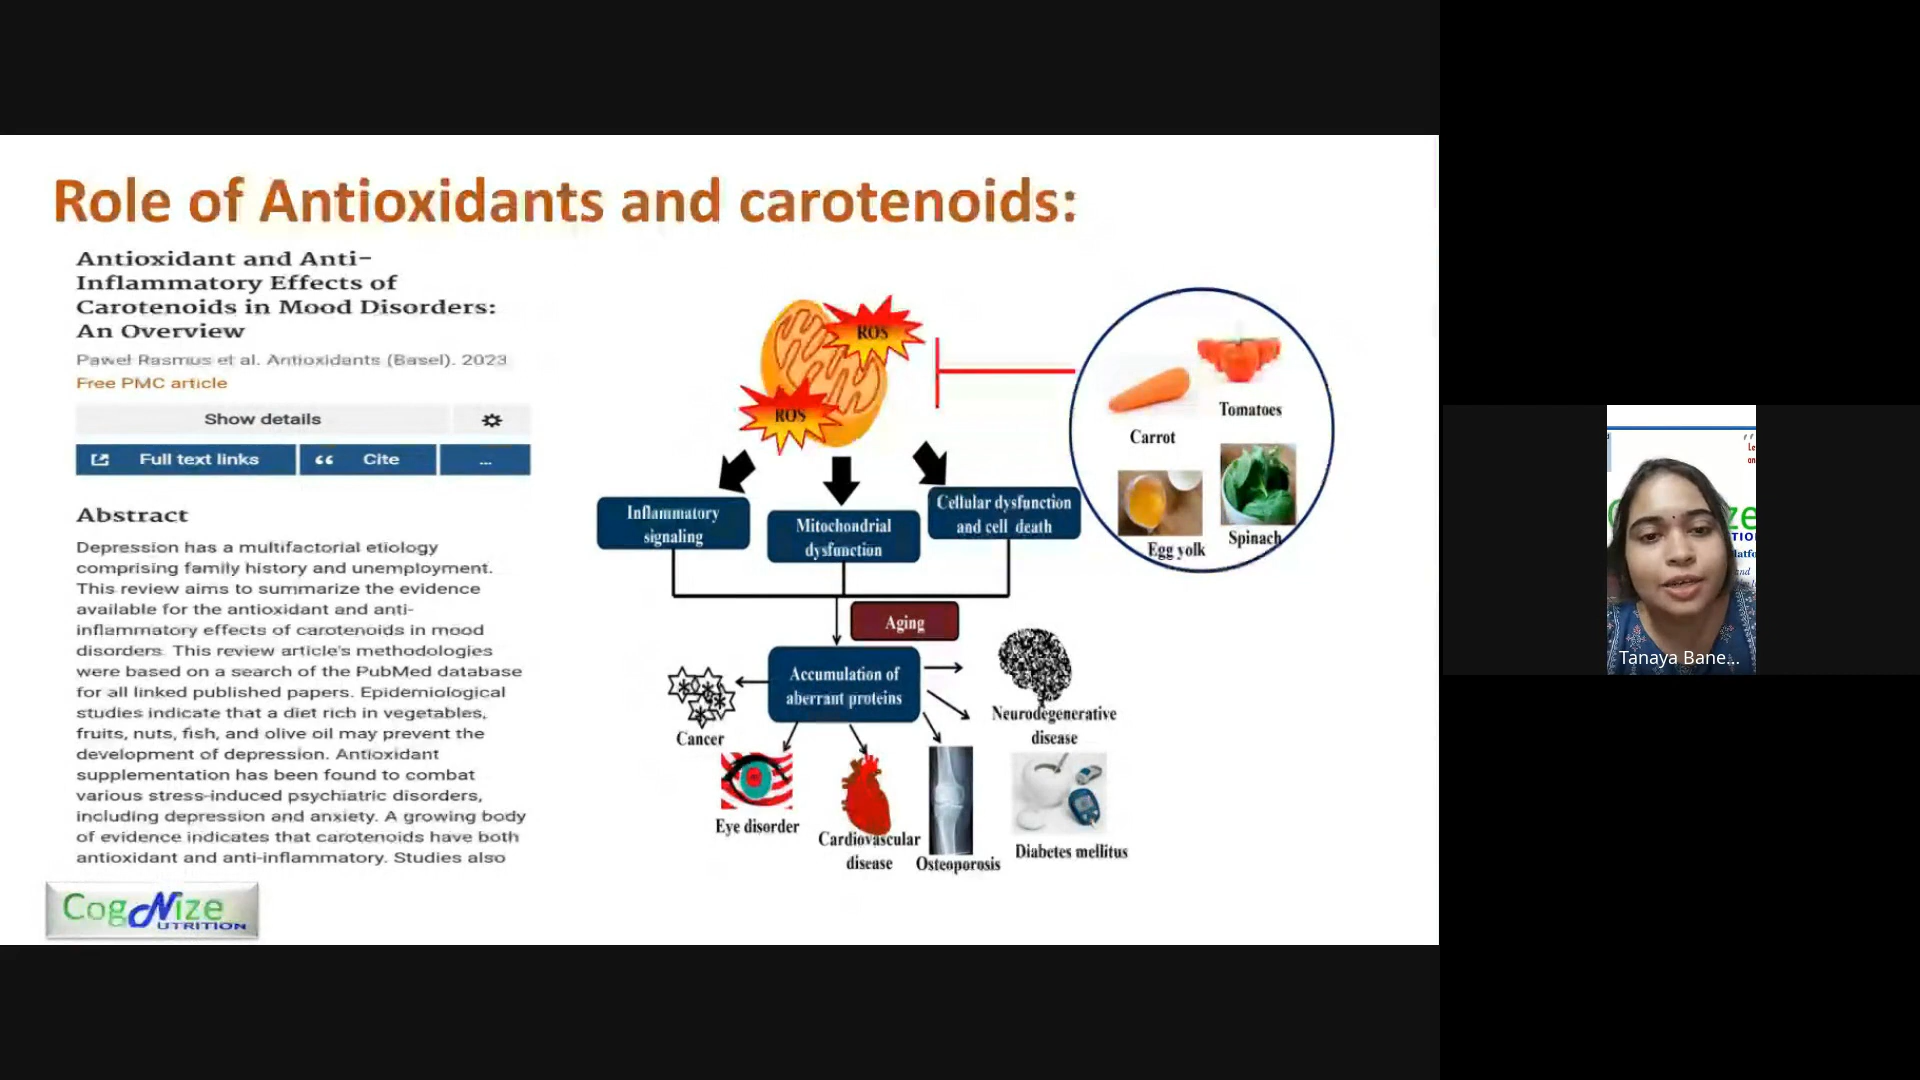 Role of Antioxidants and carotenoids:
Antioxidant and Anti-
Inflammatory Effects of
Carotenoids in Mood Disorders:
An Overview
Paweł Rasmus et al. Antioxidants (Basel). 2023
Free PMC article
Show details
Full text links
Cite
...
Abstract
Depression has a multifactorial etiology
comprising family history and unemployment.
This review aims to summarize the evidence
available for the antioxidant and anti-
inflammatory effects of carotenoids in mood
disorders. This review article's methodologies
were based on a search of the PubMed database
for all linked published papers. Epidemiological
studies indicate that a diet rich in vegetables,
fruits, nuts, fish, and olive oil may prevent the
development of depression. Antioxidant
supplementation has been found to combat
various stress-induced psychiatric disorders,
including depression and anxiety. A growing body
of evidence indicates that carotenoids have both
antioxidant and anti-inflammatory. Studies also
CogNize
UTRITION
ROS
ROS
Tomatoes
Carrot
Egg yolk
Spinach
Inflammatory
signaling
Mitochondrial
dysfunction
Cellular dysfunction
and cell death
Aging
Accumulation of
aberrant proteins
Cancer
Neurodegenerative
disease
Eye disorder
Cardiovascular
disease
Osteoporosis
Diabetes mellitus
Tanaya Bane...